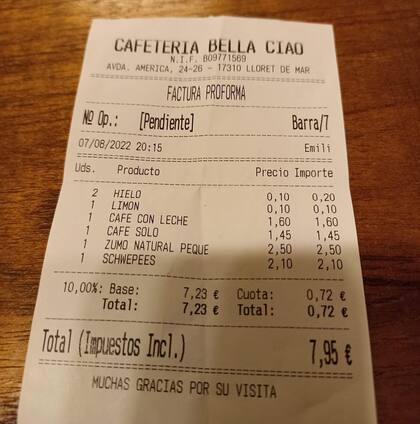 CAFETERIA BELLA CIAO
N.I.F. B09771569
AVDA. AMERICA, 24-26 - 17310 LLORET DE MAR
FACTURA PROFORMA
Nº Op.: [Pendiente] Barra/7
07/08/2022 20:15 Emili
Uds. Producto Precio Importe
2 HIELO 0,10 0,20
1 LIMON 0,10 0,10
1 CAFE CON LECHE 1,60 1,60
1 CAFE SOLO 1,45 1,45
1 ZUMO NATURAL PEQUE 2,50 2,50
1 SCHWEPEES 2,10 2,10
10,00%: Base: 7,23 € Cuota: 0,72 €
Total: 7,23 € Total: 0,72 €
Total (Impuestos Incl.) 7,95 €
MUCHAS GRACIAS POR SU VISITA